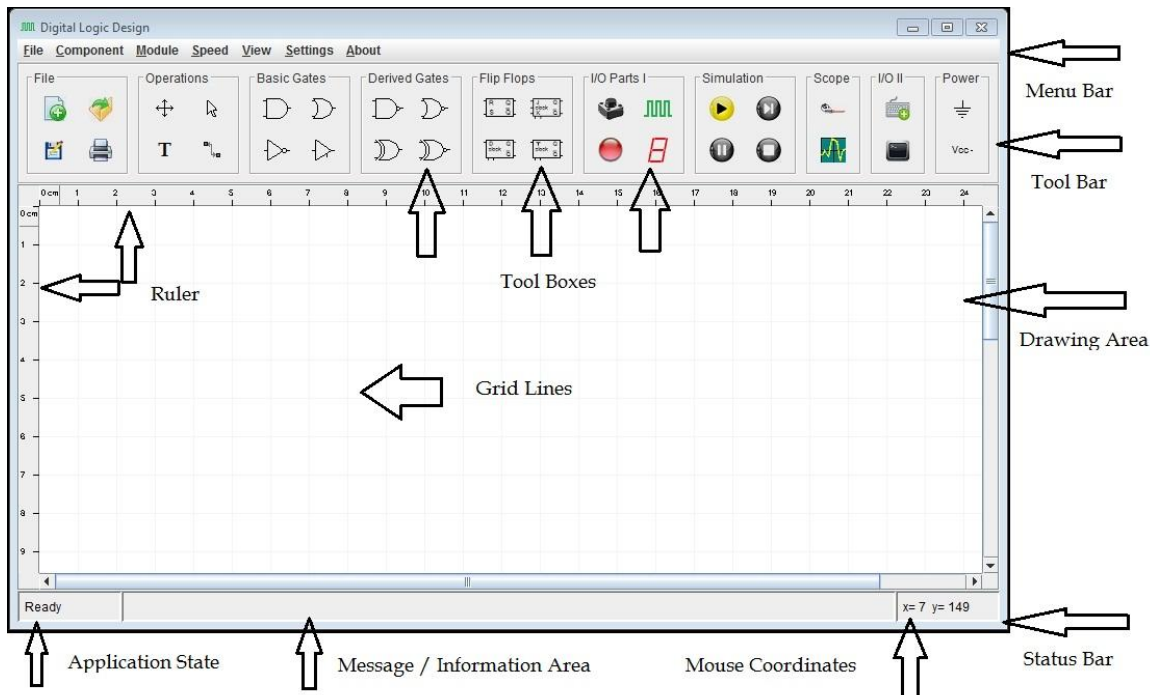 Digital Logic Design
File Component Module Speed View Settings About
Menu Bar
File Operations Basic Gates Derived Gates Flip Flops I/O Parts I Simulation Scope I/O II Power
T
Vcc-
Tool Bar
0 cm 1 2 3 4 5 6 7 8 9 10 11 12 13 14 15 16 17 18 19 20 21 22 23 24
0 cm
1
2
3
4
5
6
7
8
9
Ruler
Tool Boxes
Drawing Area
Grid Lines
Ready
x= 7 y= 149
Application State
Message / Information Area
Mouse Coordinates
Status Bar